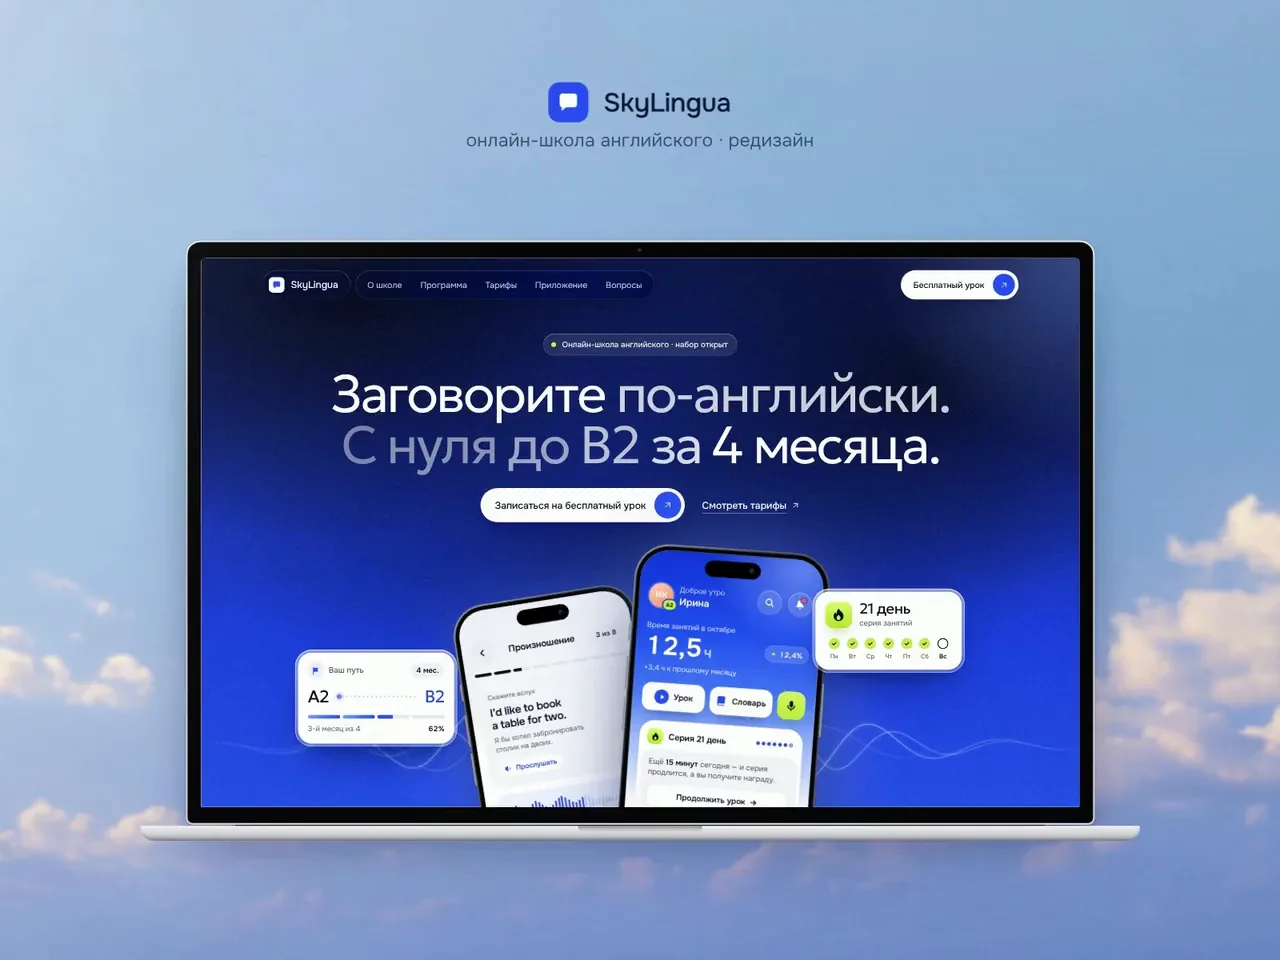 SkyLingua
онлайн-школа английского · редизайн
SkyLingua
О школе
Программа
Тарифы
Приложение
Вопросы
Бесплатный урок
Онлайн-школа английского · набор открыт
Заговорите по-английски.
С нуля до B2 за 4 месяца.
Записаться на бесплатный урок
Смотреть тарифы
Ваш путь
4 мес.
A2
B2
3-й месяц из 4
62%
Произношение
3 из 8
Скажите вслух
I'd like to book
a table for two.
Я бы хотел забронировать
столик на двоих.
Прослушать
НК
A2
Доброе утро
Ирина
Время занятий в октябре
12,5 ч
12,4%
+3,4 ч к прошлому месяцу
Урок
Словарь
Серия 21 день
Ещё 15 минут сегодня — и серия
продлится, а вы получите награду.
Продолжить урок
21 день
серия занятий
Пн Вт Ср Чт Пт Сб Вс